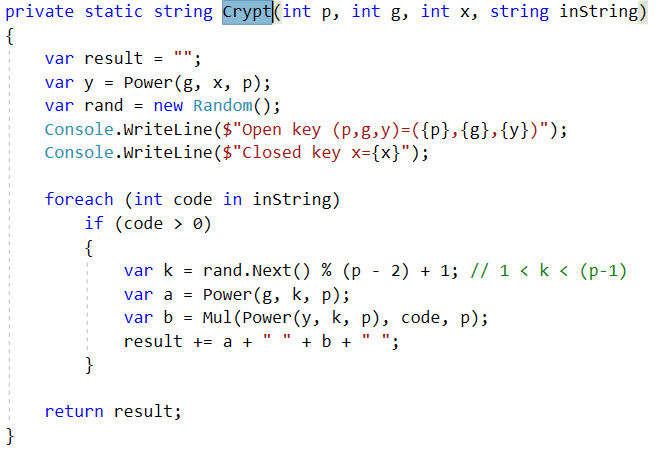 private static string Crypt(int p, int g, int x, string inString)
{
    var result = "";
    var y = Power(g, x, p);
    var rand = new Random();
    Console.WriteLine($"Open key (p,g,y)=({p},{g},{y})");
    Console.WriteLine($"Closed key x={x}");

    foreach (int code in inString)
        if (code > 0)
        {
            var k = rand.Next() % (p - 2) + 1; // 1 < k < (p-1)
            var a = Power(g, k, p);
            var b = Mul(Power(y, k, p), code, p);
            result += a + " " + b + " ";
        }

    return result;
}